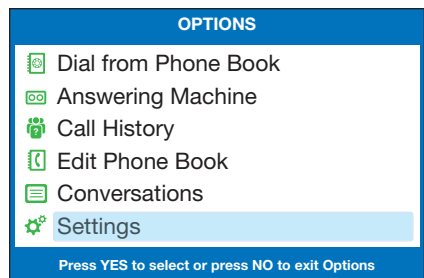 OPTIONS
Dial from Phone Book
Answering Machine
Call History
Edit Phone Book
Conversations
Settings
Press YES to select or press NO to exit Options